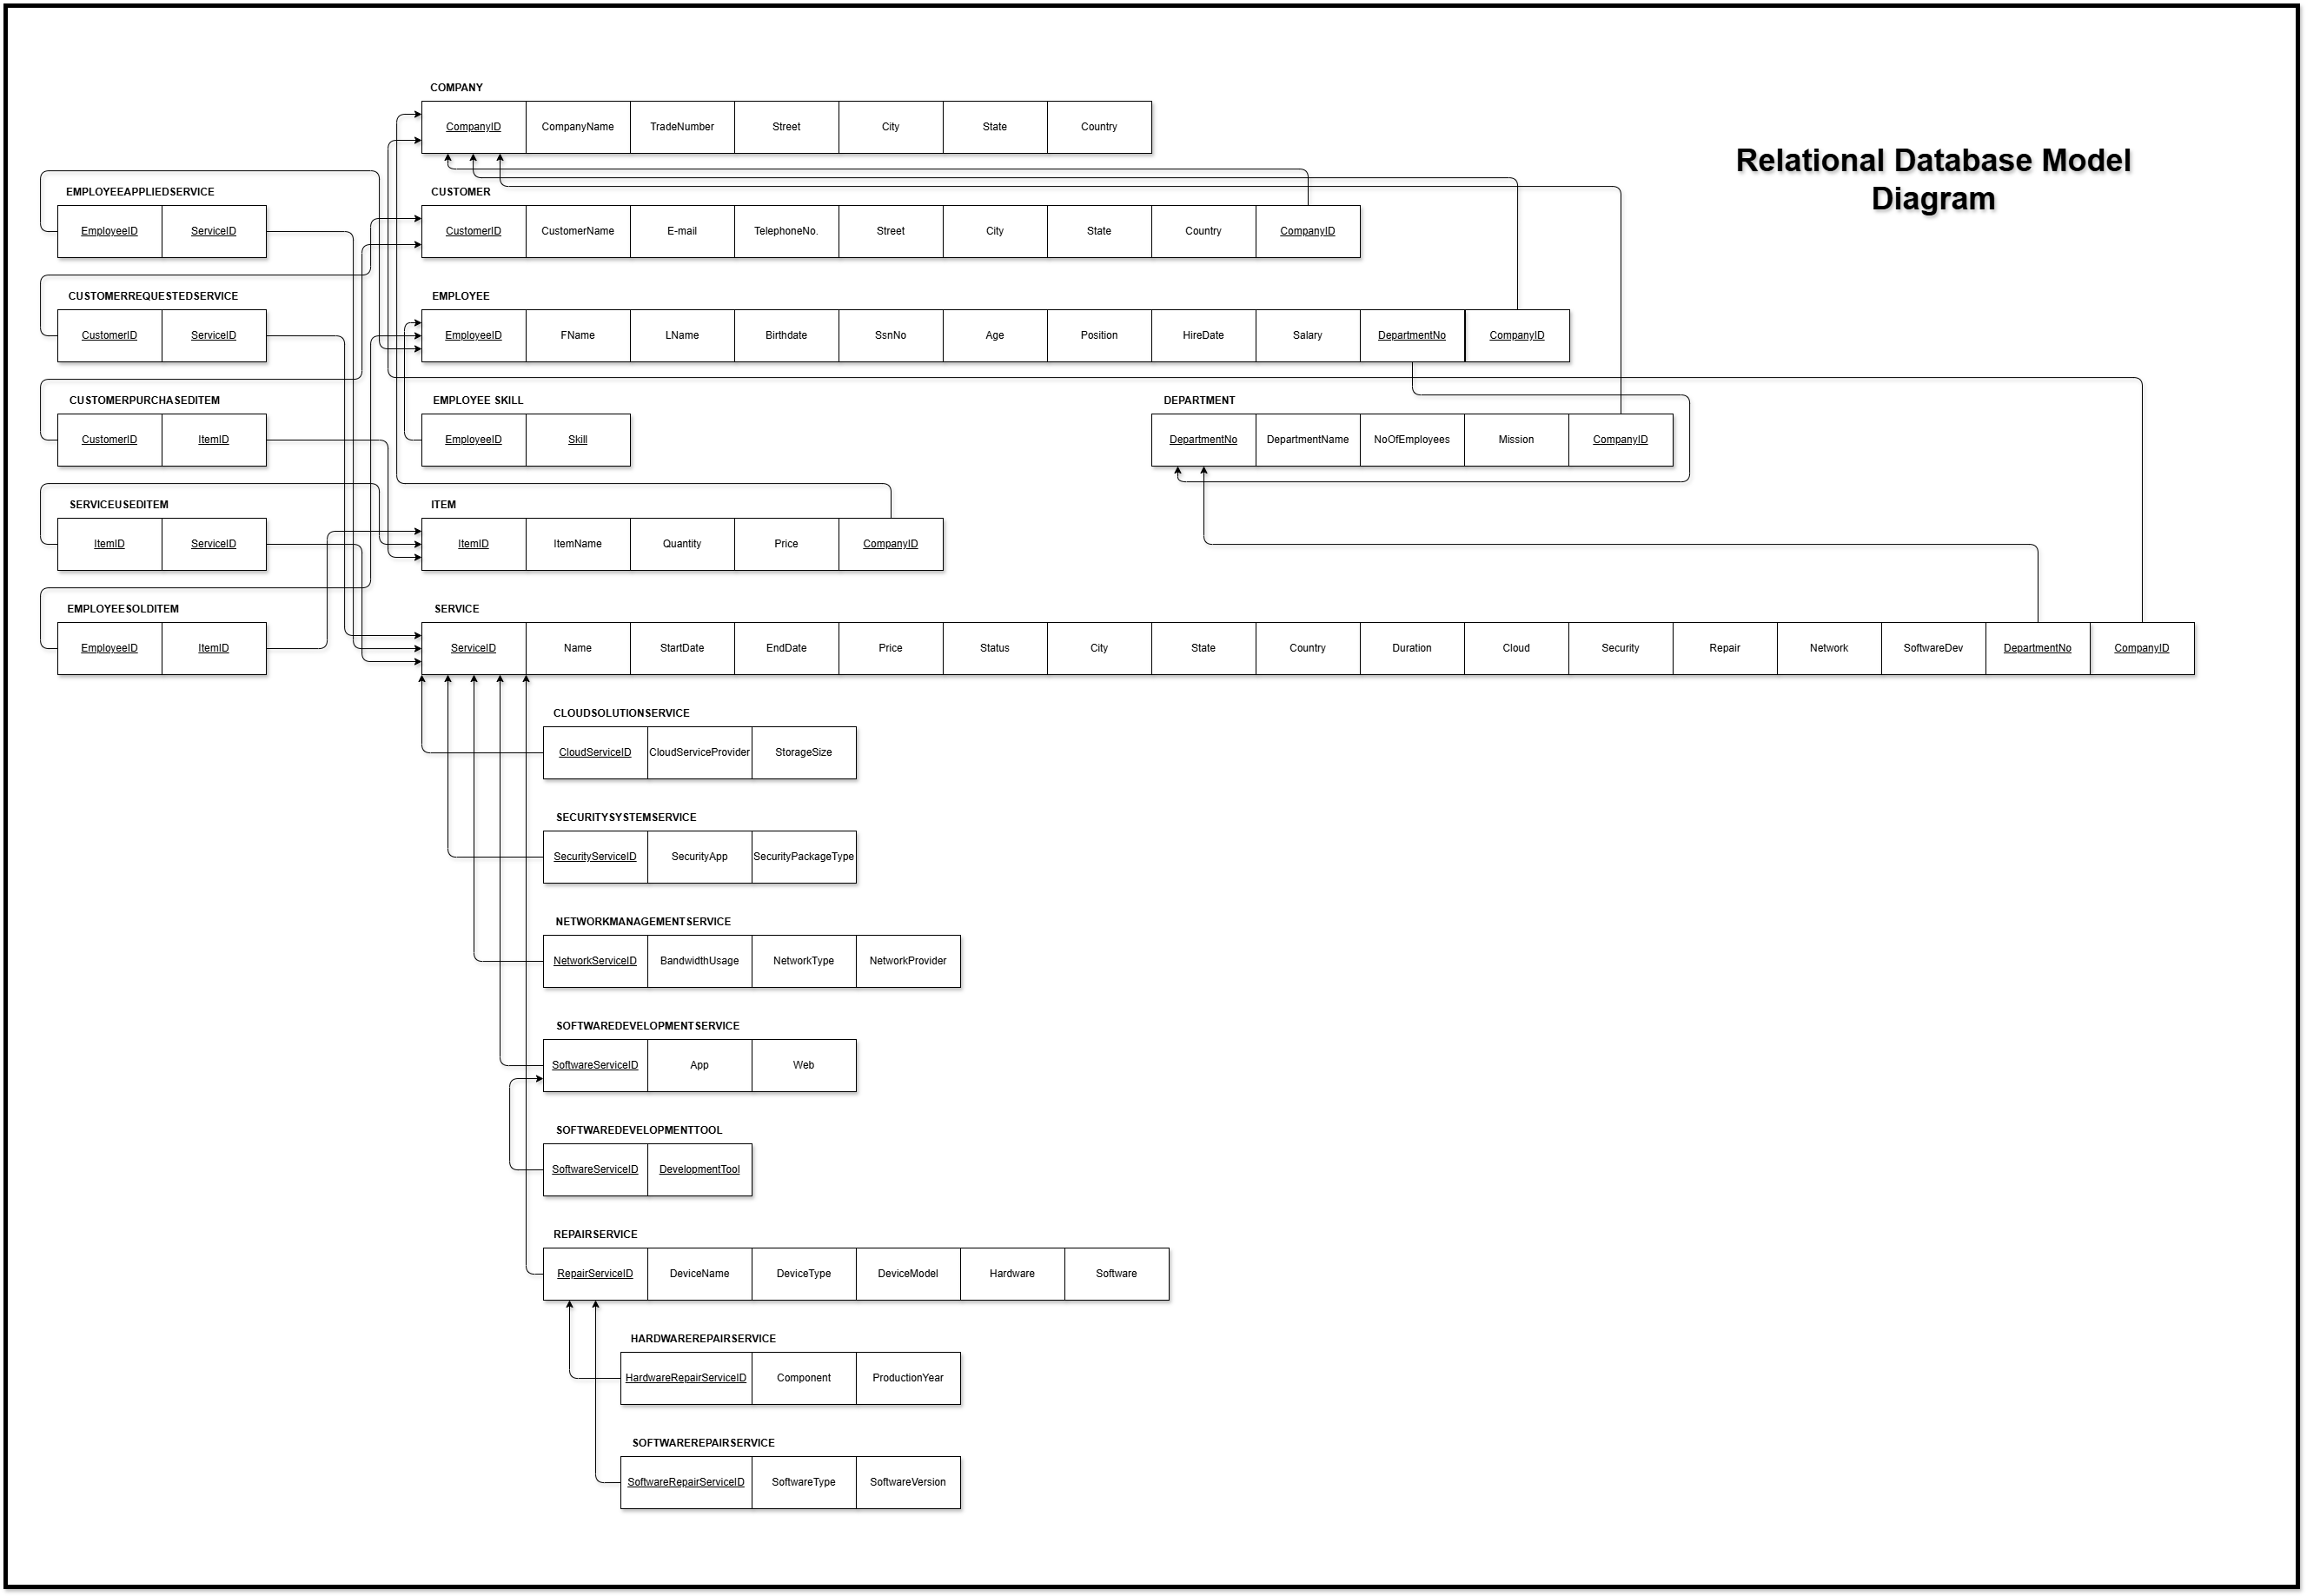 Relational Database Model
Diagram
COMPANY
CompanyID CompanyName TradeNumber Street City State Country
EMPLOYEEAPPLIEDSERVICE
EmployeeID ServiceID
CUSTOMER
CustomerID CustomerName E-mail TelephoneNo. Street City State Country CompanyID
CUSTOMERREQUESTEDSERVICE
CustomerID ServiceID
EMPLOYEE
EmployeeID FName LName Birthdate SsnNo Age Position HireDate Salary DepartmentNo CompanyID
CUSTOMERPURCHASEDITEM
CustomerID ItemID
EMPLOYEE SKILL
EmployeeID Skill
DEPARTMENT
DepartmentNo DepartmentName NoOfEmployees Mission CompanyID
SERVICEUSEDITEM
ItemID ServiceID
ITEM
ItemID ItemName Quantity Price CompanyID
EMPLOYEESOLDITEM
EmployeeID ItemID
SERVICE
ServiceID Name StartDate EndDate Price Status City State Country Duration Cloud Security Repair Network SoftwareDev DepartmentNo CompanyID
CLOUDSOLUTIONSERVICE
CloudServiceID CloudServiceProvider StorageSize
SECURITYSYSTEMSERVICE
SecurityServiceID SecurityApp SecurityPackageType
NETWORKMANAGEMENTSERVICE
NetworkServiceID BandwidthUsage NetworkType NetworkProvider
SOFTWAREDEVELOPMENTSERVICE
SoftwareServiceID App Web
SOFTWAREDEVELOPMENTTOOL
SoftwareServiceID DevelopmentTool
REPAIRSERVICE
RepairServiceID DeviceName DeviceType DeviceModel Hardware Software
HARDWAREREPAIRSERVICE
HardwareRepairServiceID Component ProductionYear
SOFTWAREREPAIRSERVICE
SoftwareRepairServiceID SoftwareType SoftwareVersion